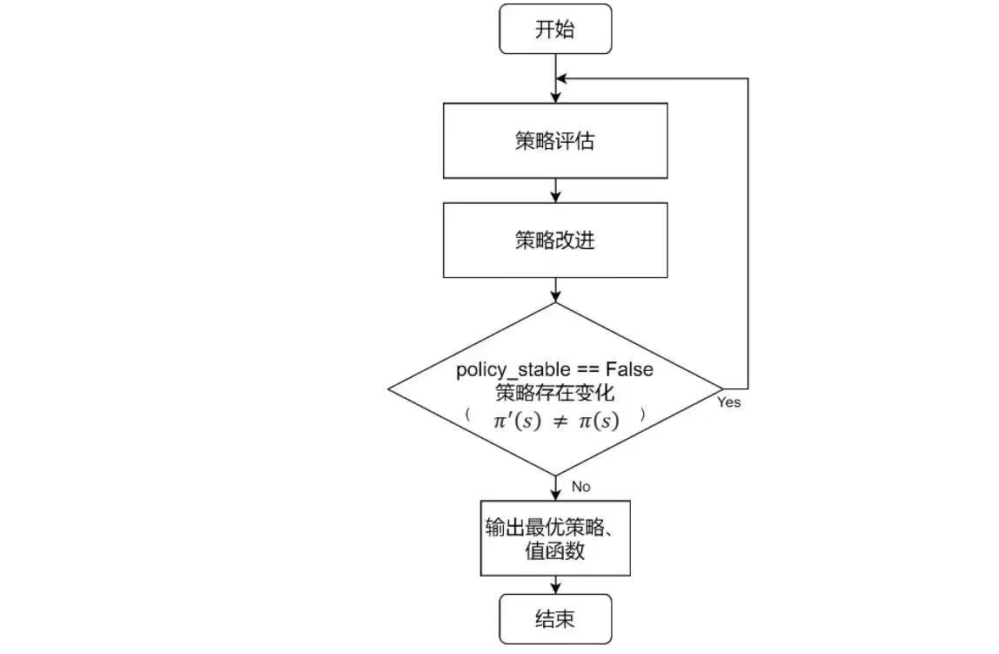 开始
策略评估
策略改进
policy_stable == False
策略存在变化
( π′(s) ≠ π(s) )
Yes
No
输出最优策略、
值函数
结束